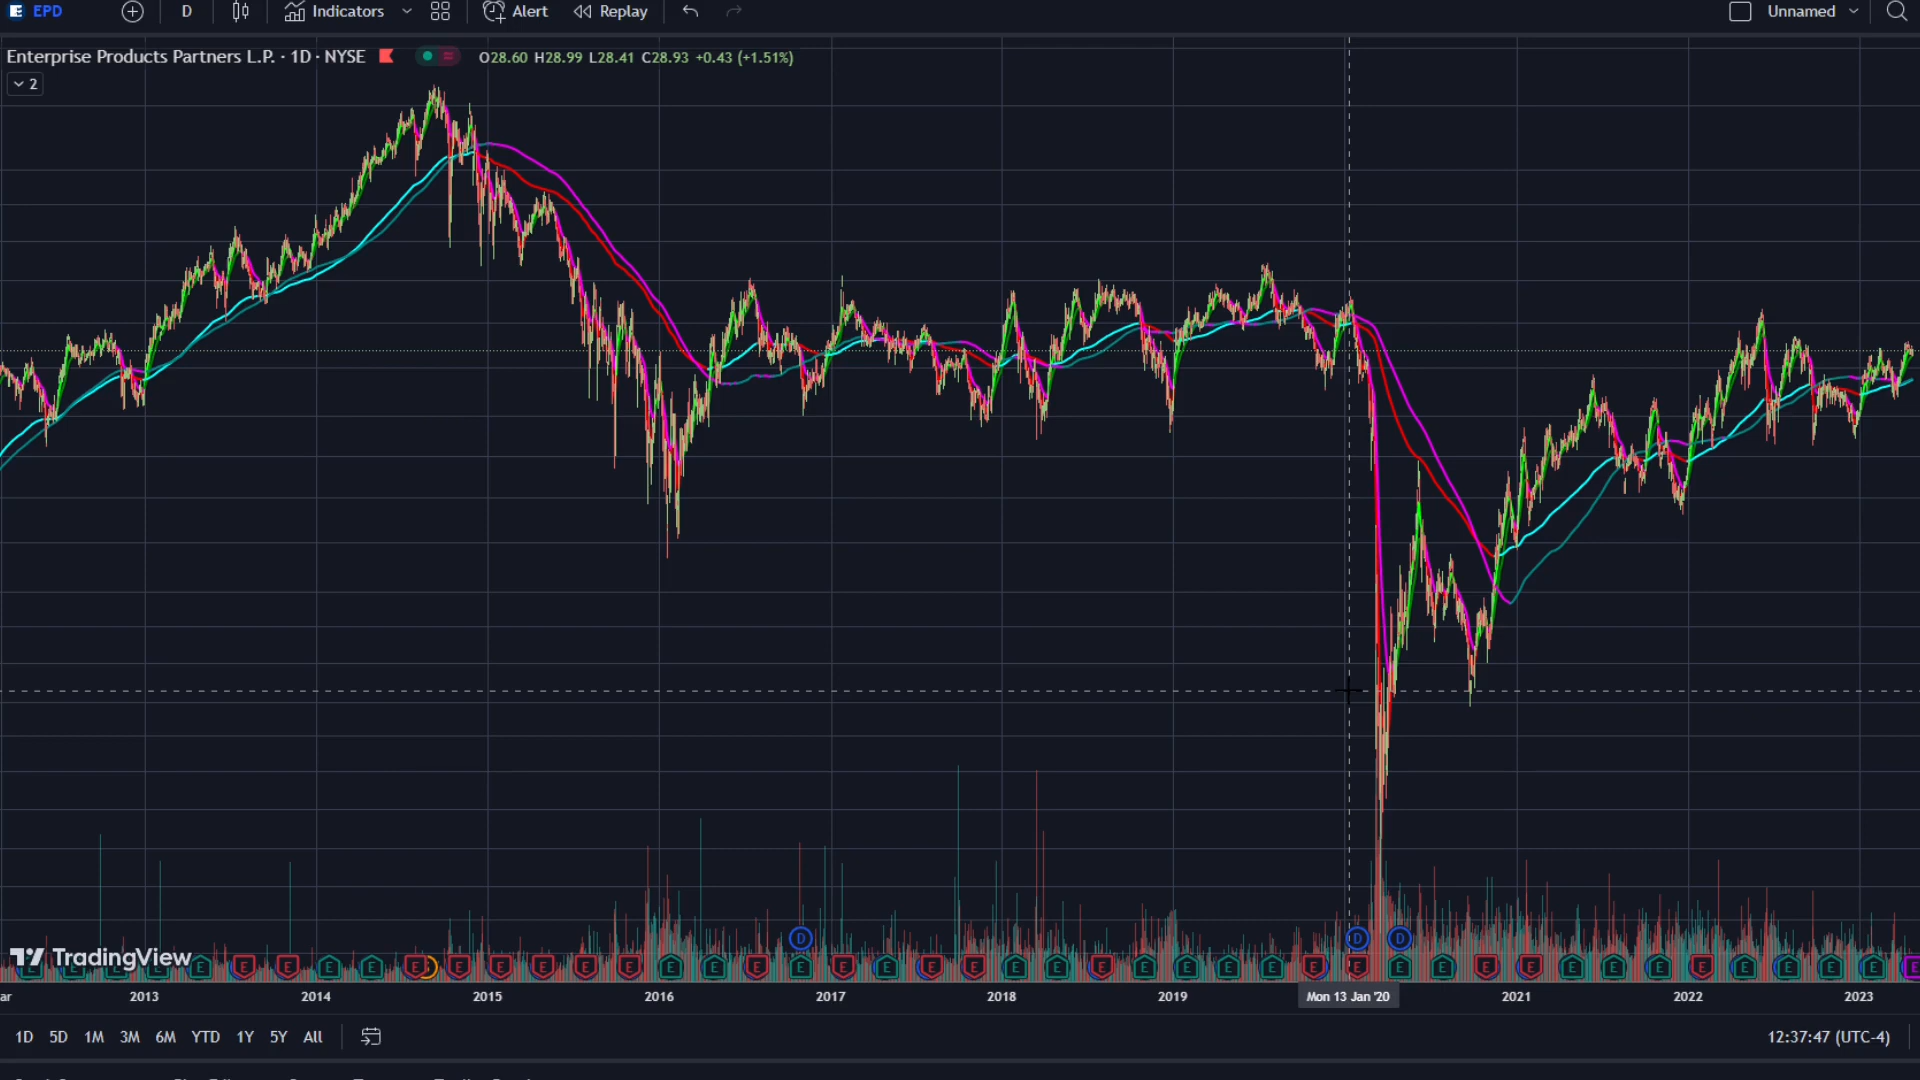 EPD D Indicators Alert Replay Unnamed
Enterprise Products Partners L.P. · 1D · NYSE O28.60 H28.99 L28.41 C28.93 +0.43 (+1.51%)
2
D D D
TradingView
E E E E E E E E E E E E E E E E E E E E E E E E E E E E E E E E E E E E E E E E E E E E E
ar 2013 2014 2015 2016 2017 2018 2019 Mon 13 Jan '20 2021 2022 2023
1D 5D 1M 3M 6M YTD 1Y 5Y All 12:37:47 (UTC-4)